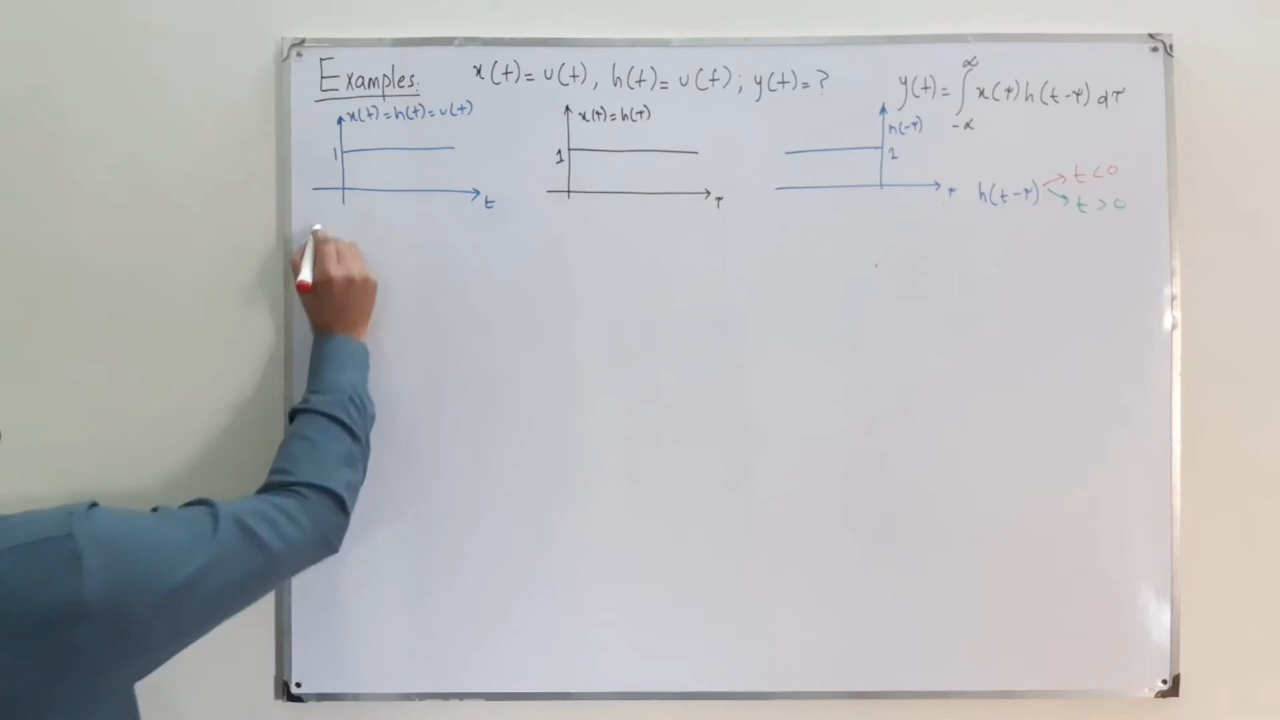 Examples: x(t)=u(t), h(t)=u(t); y(t)=? y(t)=∫_{-∞}^{∞} x(τ)h(t-τ)dτ
x(t)=h(t)=u(t)
1
t
x(τ)=h(τ)
1
τ
h(-τ)
1
τ
h(t-τ)
t<0
t>0